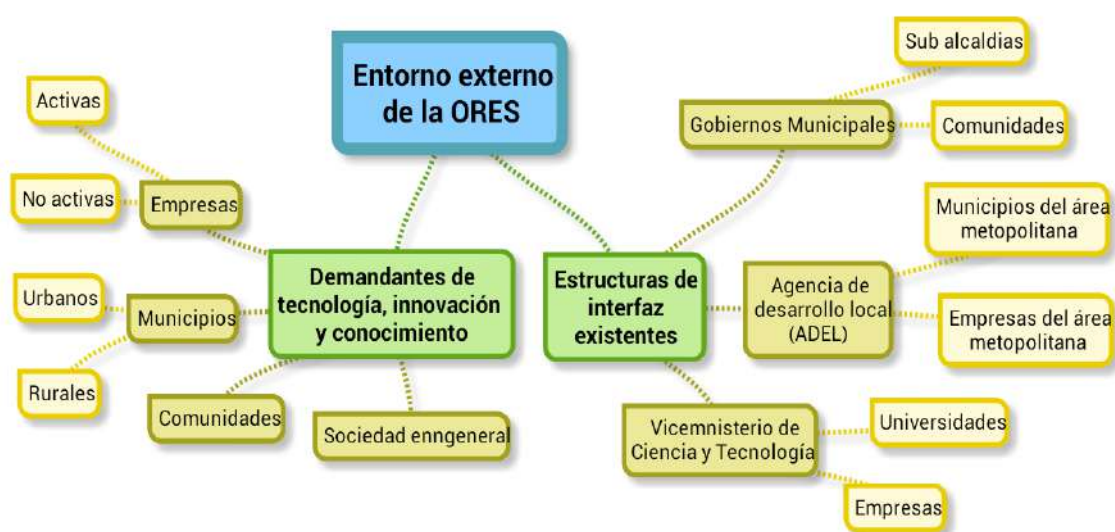 Entorno externo
de la ORES
Activas
No activas
Empresas
Urbanos
Municipios
Rurales
Comunidades
Sociedad enngeneral
Demandantes de
tecnología, innovación
y conocimiento
Estructuras de
interfaz
existentes
Gobiernos Municipales
Sub alcaldias
Comunidades
Agencia de
desarrollo local
(ADEL)
Municipios del área
metopolitana
Empresas del área
metopolitana
Vicemnisterio de
Ciencia y Tecnología
Universidades
Empresas